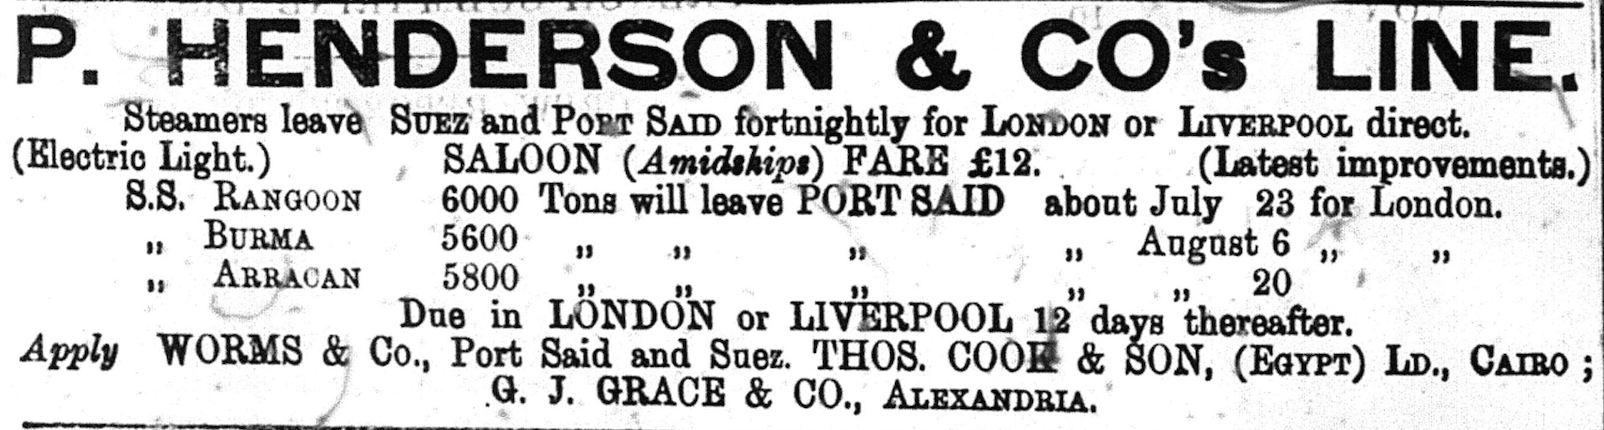 P. HENDERSON & CO's LINE.
Steamers leave SUEZ and PORT SAID fortnightly for LONDON or LIVERPOOL direct.
(Electric Light.) SALOON (Amidships) FARE £12. (Latest improvements.)
S.S. RANGOON 6000 Tons will leave PORT SAID about July 23 for London.
„ BURMA 5600 „ „ „ „ August 6 „ „
„ ARRACAN 5800 „ „ „ „ „ 20
Due in LONDON or LIVERPOOL 12 days thereafter.
Apply WORMS & Co., Port Said and Suez. THOS. COOK & SON, (EGYPT) LD., CAIRO ;
G. J. GRACE & CO., ALEXANDRIA.